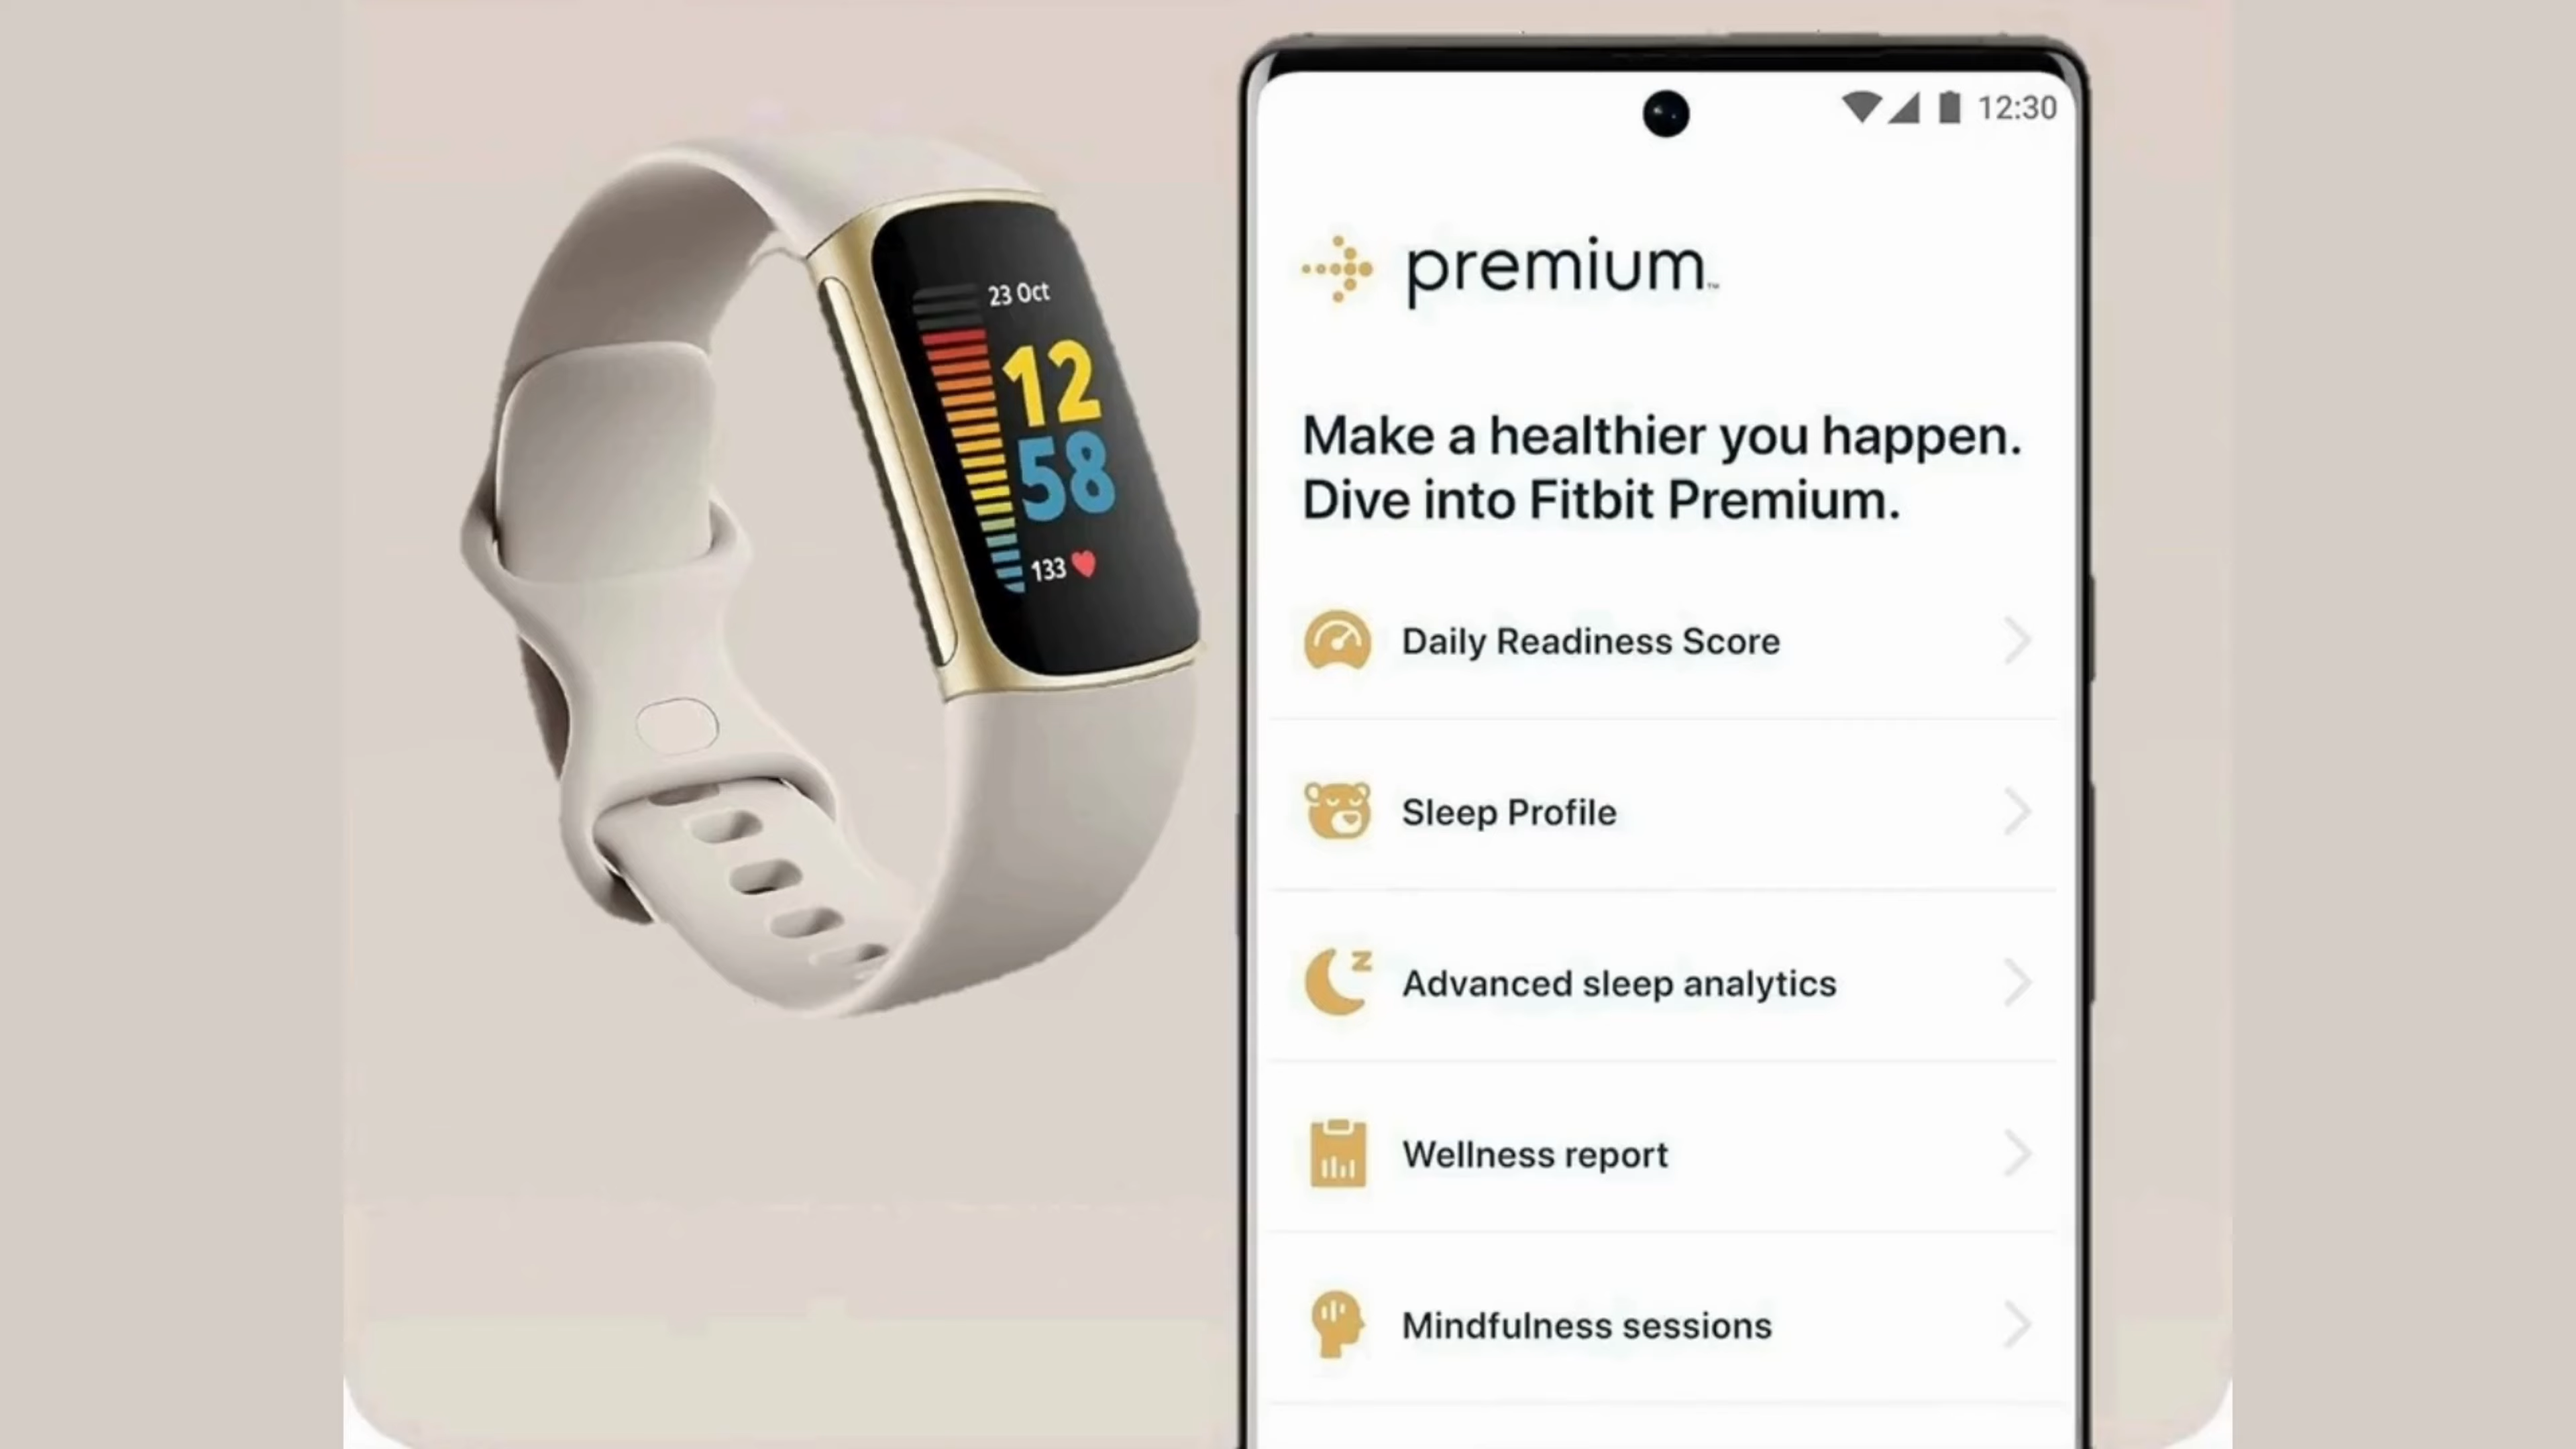 23 Oct
12
58
133
12:30
premium™
Make a healthier you happen.
Dive into Fitbit Premium.
Daily Readiness Score
Sleep Profile
Advanced sleep analytics
Wellness report
Mindfulness sessions